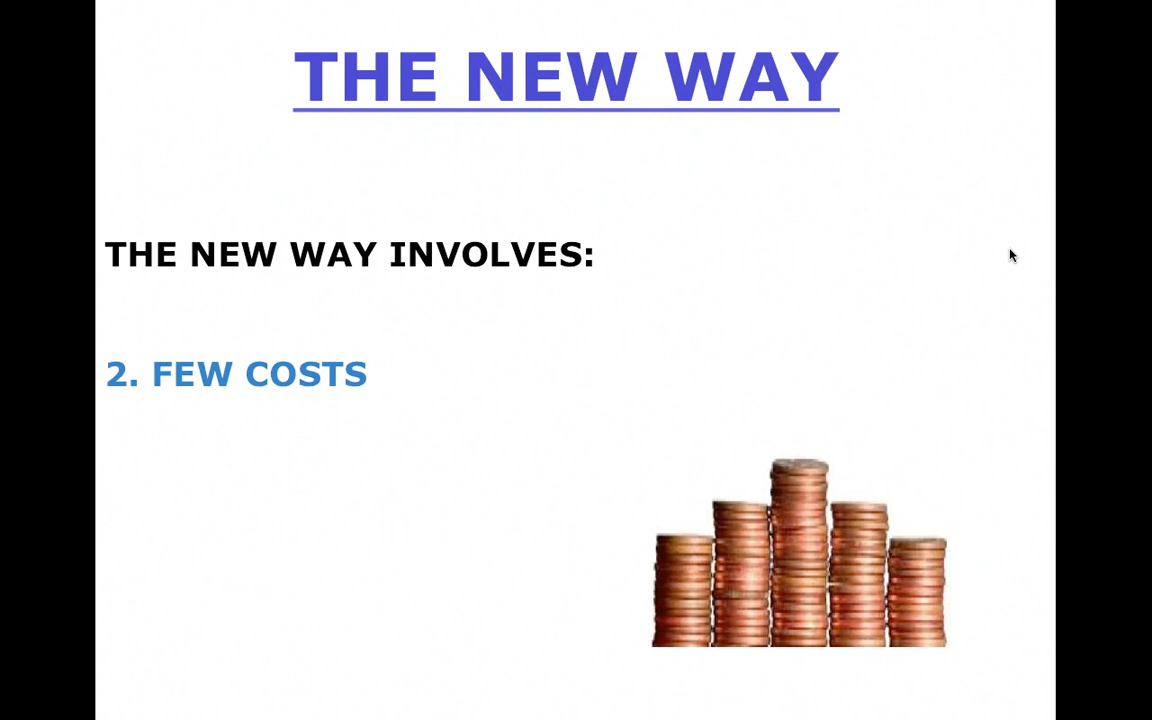 THE NEW WAY
THE NEW WAY INVOLVES:
2. FEW COSTS